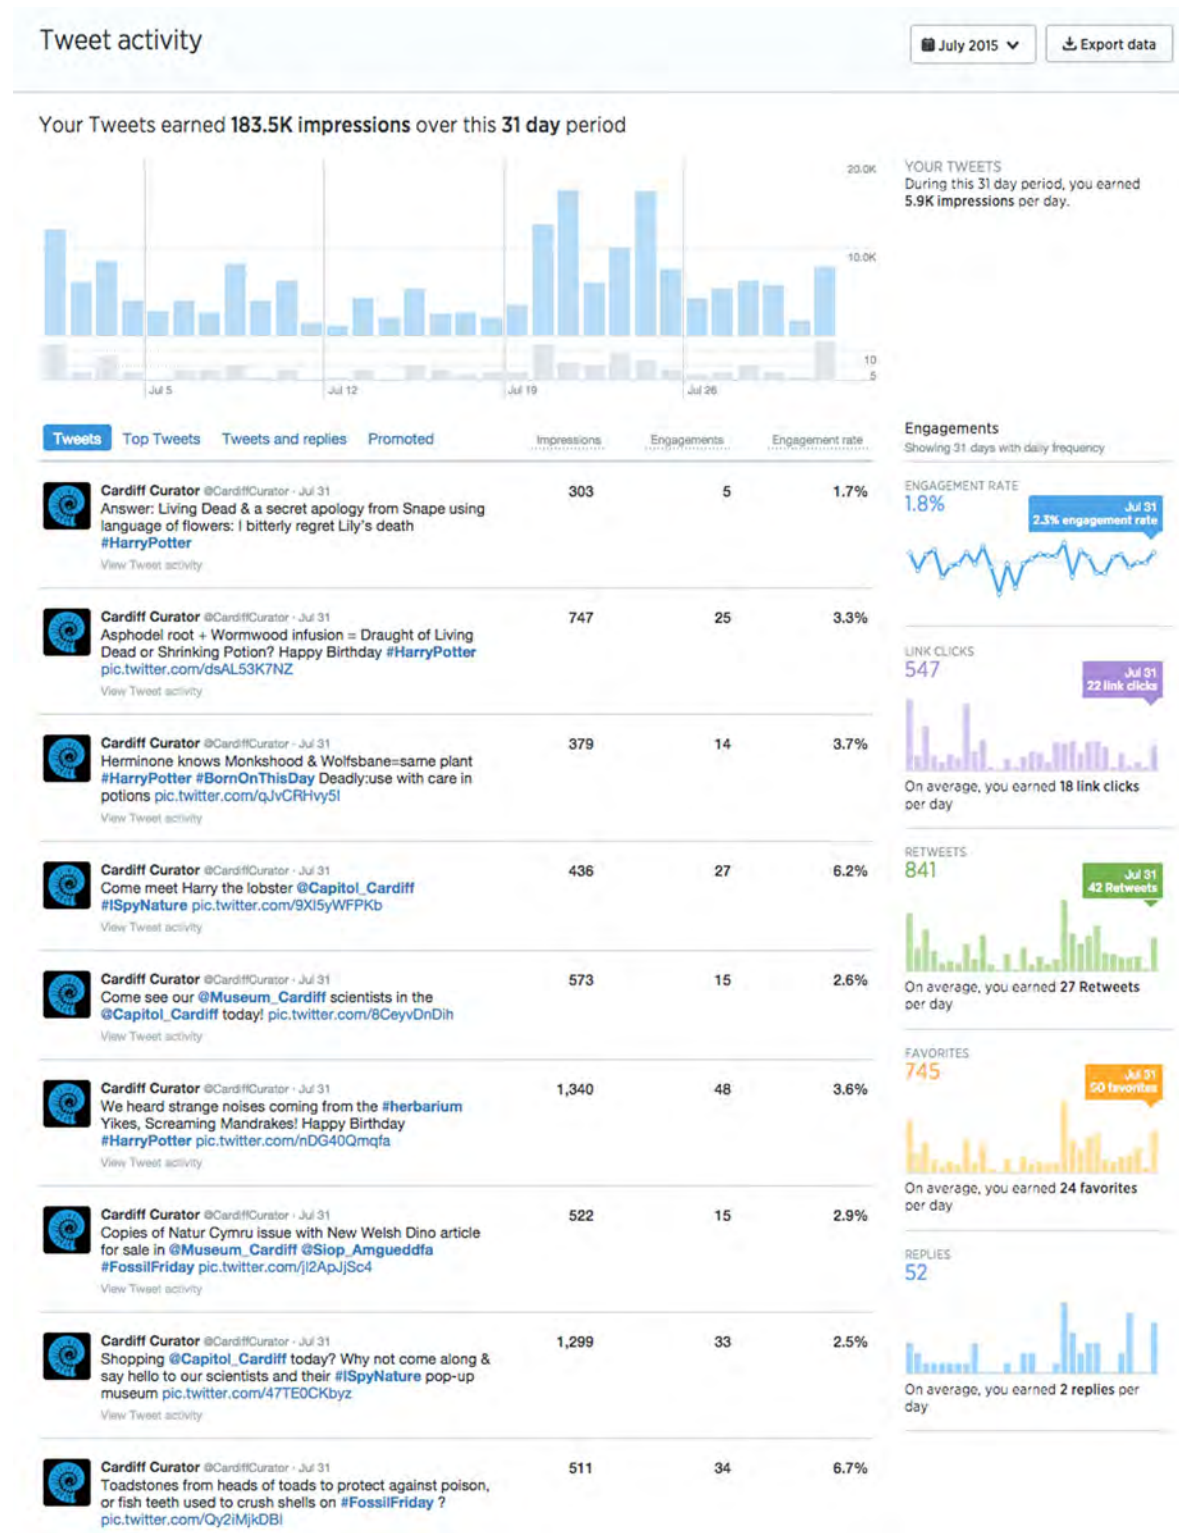 Tweet activity
July 2015
Export data
Your Tweets earned 183.5K impressions over this 31 day period
20.0K
10.0K
10
5
Jul 5
Jul 12
Jul 19
Jul 26
YOUR TWEETS
During this 31 day period, you earned
5.9K impressions per day.
Tweets Top Tweets Tweets and replies Promoted
Impressions Engagements Engagement rate
Cardiff Curator @CardiffCurator · Jul 31
Answer: Living Dead & a secret apology from Snape using
language of flowers: I bitterly regret Lily's death
#HarryPotter
View Tweet activity
303 5 1.7%
Cardiff Curator @CardiffCurator · Jul 31
Asphodel root + Wormwood infusion = Draught of Living
Dead or Shrinking Potion? Happy Birthday #HarryPotter
pic.twitter.com/dsAL53K7NZ
View Tweet activity
747 25 3.3%
Cardiff Curator @CardiffCurator · Jul 31
Herminone knows Monkshood & Wolfsbane=same plant
#HarryPotter #BornOnThisDay Deadly:use with care in
potions pic.twitter.com/qJvCRHvy5I
View Tweet activity
379 14 3.7%
Cardiff Curator @CardiffCurator · Jul 31
Come meet Harry the lobster @Capitol_Cardiff
#ISpyNature pic.twitter.com/9XI5yWFPKb
View Tweet activity
436 27 6.2%
Cardiff Curator @CardiffCurator · Jul 31
Come see our @Museum_Cardiff scientists in the
@Capitol_Cardiff today! pic.twitter.com/8CeyvDnDih
View Tweet activity
573 15 2.6%
Cardiff Curator @CardiffCurator · Jul 31
We heard strange noises coming from the #herbarium
Yikes, Screaming Mandrakes! Happy Birthday
#HarryPotter pic.twitter.com/nDG40Qmqfa
View Tweet activity
1,340 48 3.6%
Cardiff Curator @CardiffCurator · Jul 31
Copies of Natur Cymru issue with New Welsh Dino article
for sale in @Museum_Cardiff @Siop_Amgueddfa
#FossilFriday pic.twitter.com/jl2ApJjSc4
View Tweet activity
522 15 2.9%
Cardiff Curator @CardiffCurator · Jul 31
Shopping @Capitol_Cardiff today? Why not come along &
say hello to our scientists and their #ISpyNature pop-up
museum pic.twitter.com/47TE0CKbyz
View Tweet activity
1,299 33 2.5%
Cardiff Curator @CardiffCurator · Jul 31
Toadstones from heads of toads to protect against poison,
or fish teeth used to crush shells on #FossilFriday ?
pic.twitter.com/Qy2iMjkDBI
511 34 6.7%
Engagements
Showing 31 days with daily frequency
ENGAGEMENT RATE
1.8%
Jul 31
2.3% engagement rate
LINK CLICKS
547
Jul 31
22 link clicks
On average, you earned 18 link clicks
per day
RETWEETS
841
Jul 31
42 Retweets
On average, you earned 27 Retweets
per day
FAVORITES
745
Jul 31
50 favorites
On average, you earned 24 favorites
per day
REPLIES
52
On average, you earned 2 replies per
day